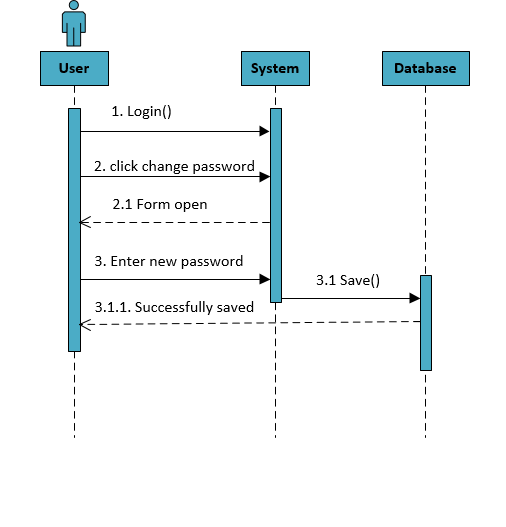 User
System
Database
1. Login()
2. click change password
2.1 Form open
3. Enter new password
3.1 Save()
3.1.1. Successfully saved